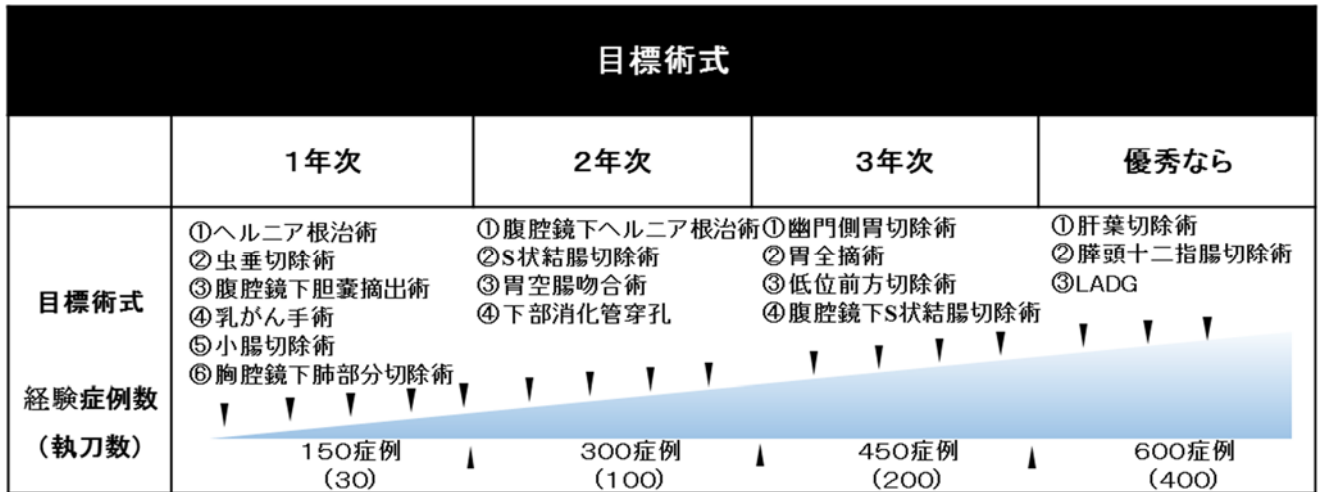 目標術式
1年次
2年次
3年次
優秀なら
目標術式
経験症例数
(執刀数)
①ヘルニア根治術
②虫垂切除術
③腹腔鏡下胆嚢摘出術
④乳がん手術
⑤小腸切除術
⑥胸腔鏡下肺部分切除術
①腹腔鏡下ヘルニア根治術
②S状結腸切除術
③胃空腸吻合術
④下部消化管穿孔
①幽門側胃切除術
②胃全摘術
③低位前方切除術
④腹腔鏡下S状結腸切除術
①肝葉切除術
②膵頭十二指腸切除術
③LADG
150症例
(30)
300症例
(100)
450症例
(200)
600症例
(400)